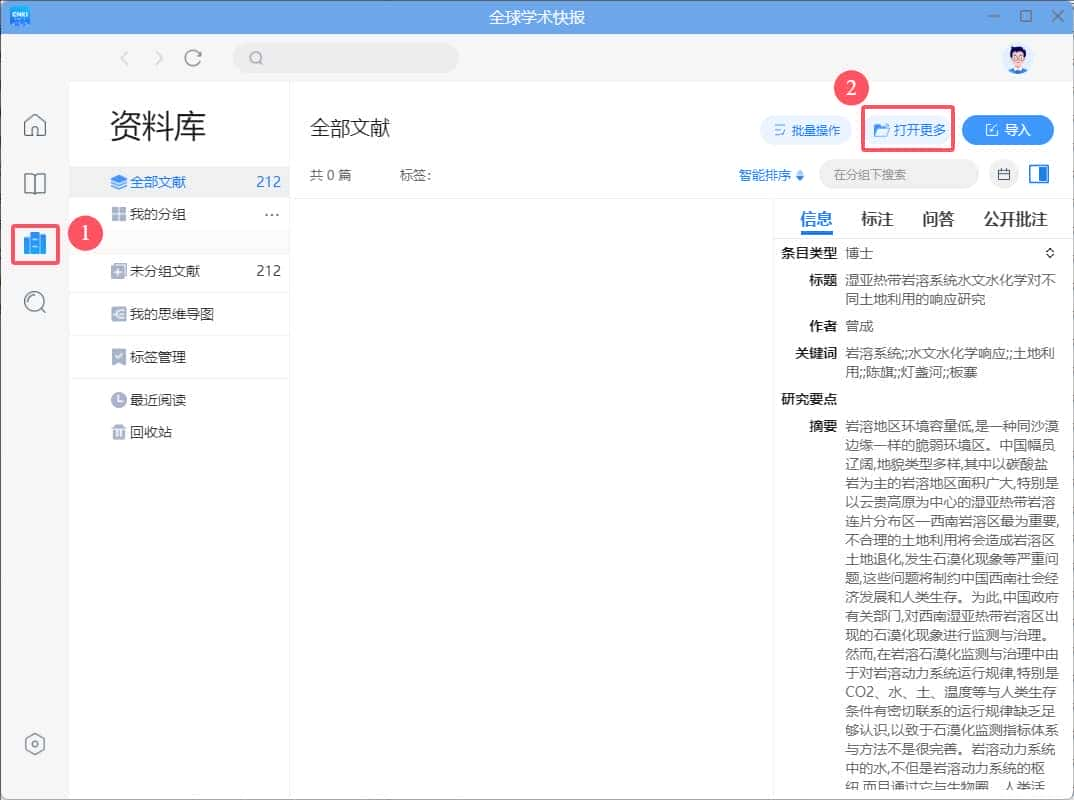 CNKI
全球学术快报
2
资料库
全部文献
批量操作
打开更多
导入
共 0 篇
标签:
智能排序
在分组下搜索
全部文献 212
我的分组 ...
1
未分组文献 212
我的思维导图
标签管理
最近阅读
回收站
信息 标注 问答 公开批注
条目类型 博士
标题 湿亚热带岩溶系统水文水化学对不
同土地利用的响应研究
作者 曾成
关键词 岩溶系统;;水文水化学响应;;土地利
用;;陈旗;;灯盏河;;板寨
研究要点
摘要 岩溶地区环境容量低,是一种同沙漠
边缘一样的脆弱环境区。中国幅员
辽阔,地貌类型多样,其中以碳酸盐
岩为主的岩溶地区面积广大,特别是
以云贵高原为中心的湿亚热带岩溶
连片分布区—西南岩溶区最为重要,
不合理的土地利用将会造成岩溶区
土地退化,发生石漠化现象等严重问
题,这些问题将制约中国西南社会经
济发展和人类生存。为此,中国政府
有关部门,对西南湿亚热带岩溶区出
现的石漠化现象进行监测与治理。
然而,在岩溶石漠化监测与治理中由
于对岩溶动力系统运行规律,特别是
CO2、水、土、温度等与人类生存
条件有密切联系的运行规律缺乏足
够认识,以致于石漠化监测指标体系
与方法不是很完善。岩溶动力系统
中的水,不但是岩溶动力系统的枢
纽,而且通过它与生物圈、人类活